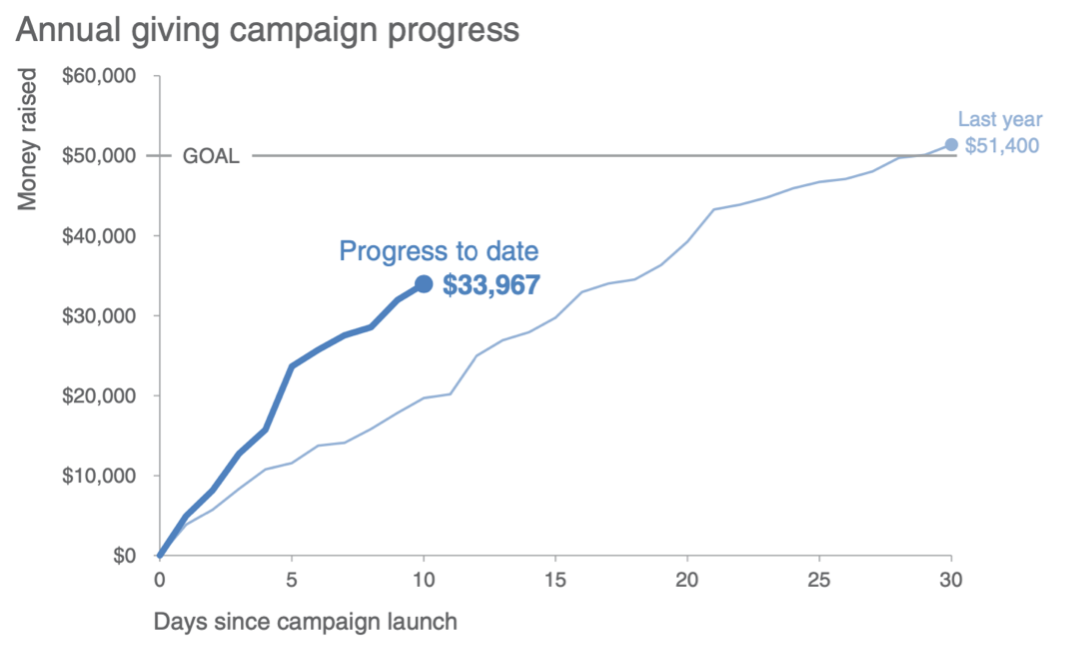 Annual giving campaign progress
Money raised
$60,000
$50,000
GOAL
$40,000
$30,000
$20,000
$10,000
$0
Last year
$51,400
Progress to date
$33,967
0 5 10 15 20 25 30
Days since campaign launch